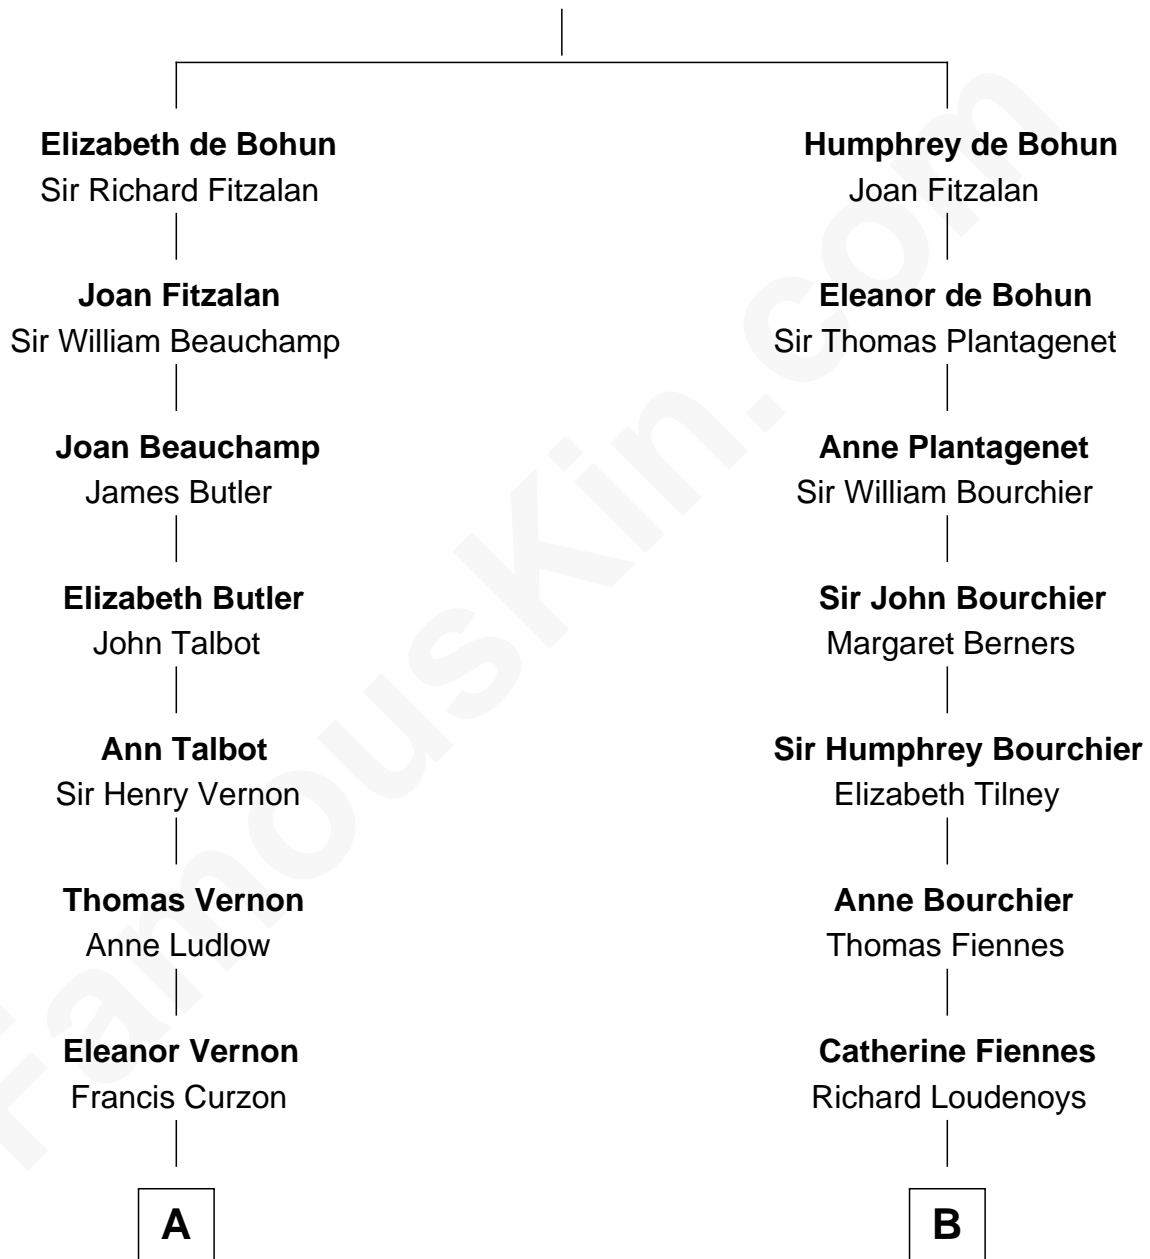 Elizabeth de Bohun
Sir Richard Fitzalan
Humphrey de Bohun
Joan Fitzalan
Joan Fitzalan
Sir William Beauchamp
Eleanor de Bohun
Sir Thomas Plantagenet
Joan Beauchamp
James Butler
Anne Plantagenet
Sir William Bourchier
Elizabeth Butler
John Talbot
Sir John Bourchier
Margaret Berners
Ann Talbot
Sir Henry Vernon
Sir Humphrey Bourchier
Elizabeth Tilney
Thomas Vernon
Anne Ludlow
Anne Bourchier
Thomas Fiennes
Eleanor Vernon
Francis Curzon
Catherine Fiennes
Richard Loudenoys
A
B
FamousKin.com